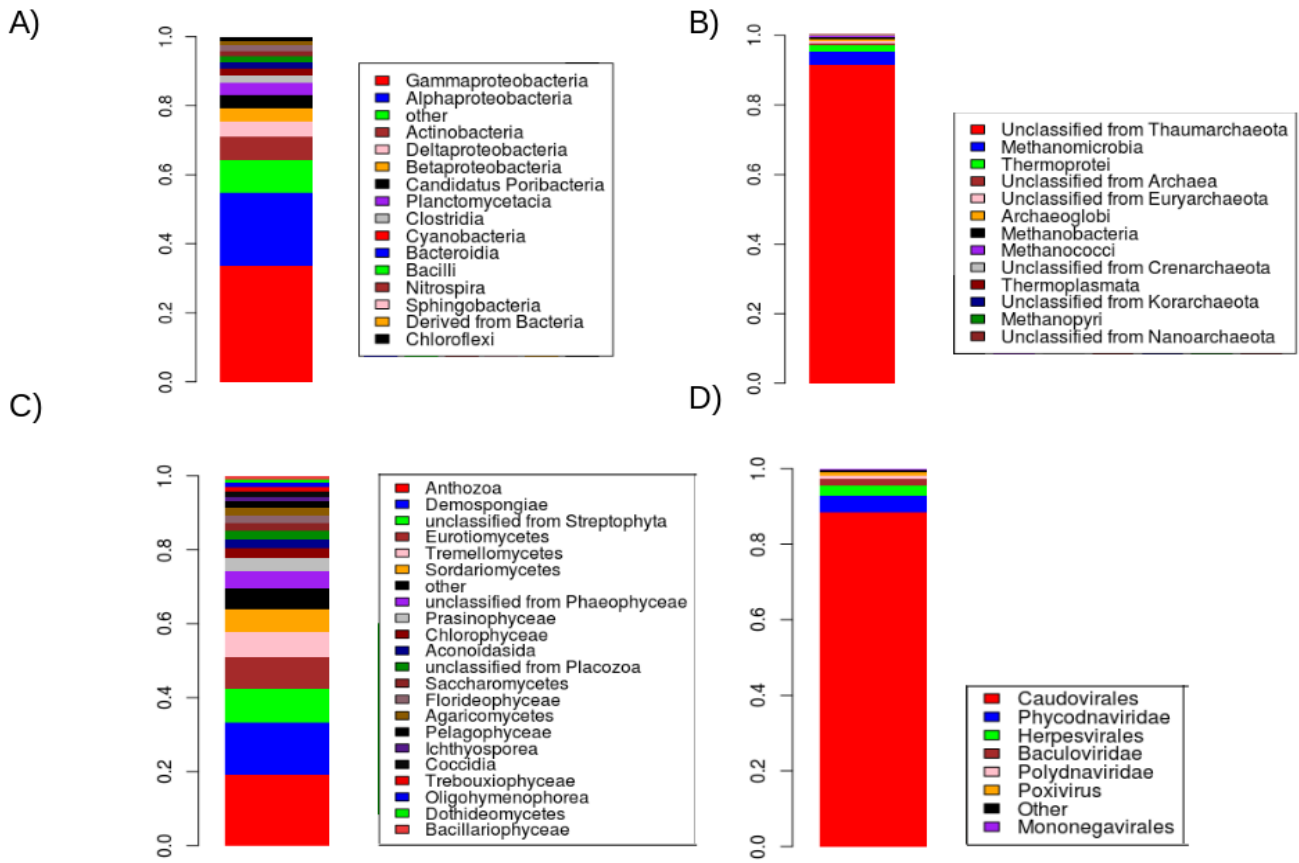 A)
1.0
0.8
0.6
0.4
0.2
0.0
Gammaproteobacteria
Alphaproteobacteria
other
Actinobacteria
Deltaproteobacteria
Betaproteobacteria
Candidatus Poribacteria
Planctomycetacia
Clostridia
Cyanobacteria
Bacteroidia
Bacilli
Nitrospira
Sphingobacteria
Derived from Bacteria
Chloroflexi
B)
1.0
0.8
0.6
0.4
0.2
0.0
Unclassified from Thaumarchaeota
Methanomicrobia
Thermoprotei
Unclassified from Archaea
Unclassified from Euryarchaeota
Archaeoglobi
Methanobacteria
Methanococci
Unclassified from Crenarchaeota
Thermoplasmata
Unclassified from Korarchaeota
Methanopyri
Unclassified from Nanoarchaeota
C)
1.0
0.8
0.6
0.4
0.2
0.0
Anthozoa
Demospongiae
unclassified from Streptophyta
Eurotiomycetes
Tremellomycetes
Sordariomycetes
other
unclassified from Phaeophyceae
Prasinophyceae
Chlorophyceae
Aconoidasida
unclassified from Placozoa
Saccharomycetes
Florideophyceae
Agaricomycetes
Pelagophyceae
Ichthyosporea
Coccidia
Trebouxiophyceae
Oligohymenophorea
Dothideomycetes
Bacillariophyceae
D)
1.0
0.8
0.6
0.4
0.2
0.0
Caudovirales
Phycodnaviridae
Herpesvirales
Baculoviridae
Polydnaviridae
Poxivirus
Other
Mononegavirales